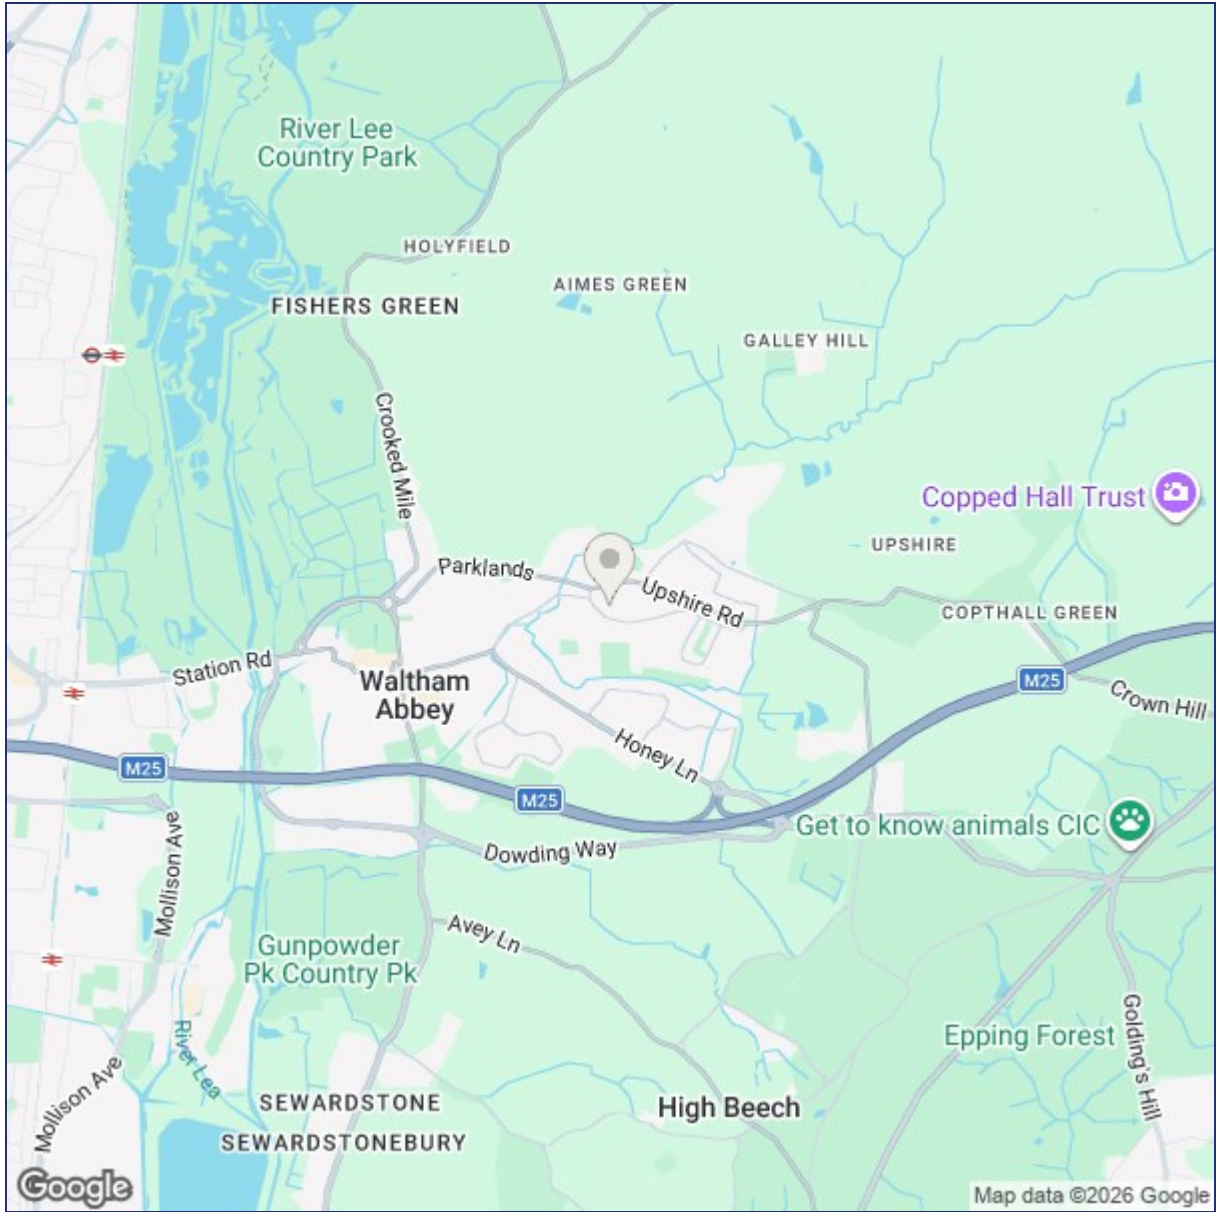 River Lee
Country Park
HOLYFIELD
AIMES GREEN
FISHERS GREEN
GALLEY HILL
Crooked Mile
Copped Hall Trust
UPSHIRE
Parklands
Upshire Rd
COPTHALL GREEN
Station Rd
Waltham
Abbey
M25
Crown Hill
Honey Ln
M25
M25
Mollison Ave
Get to know animals CIC
Dowding Way
Avey Ln
Gunpowder
Pk Country Pk
River Lea
Epping Forest
Golding's Hill
Mollison Ave
SEWARDSTONE
High Beech
SEWARDSTONEBURY
Google
Map data ©2026 Google